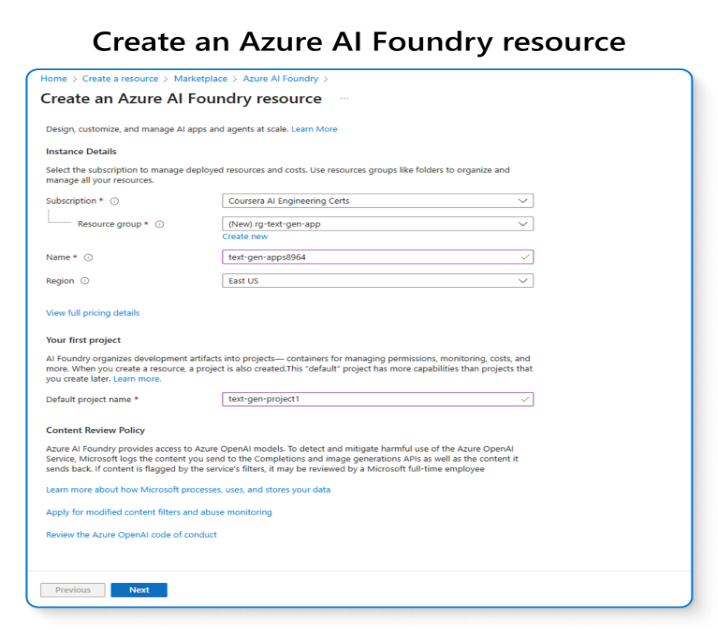 Create an Azure AI Foundry resource
Home > Create a resource > Marketplace > Azure AI Foundry >
Create an Azure AI Foundry resource ...
Design, customize, and manage AI apps and agents at scale. Learn More
Instance Details
Select the subscription to manage deployed resources and costs. Use resources groups like folders to organize and
manage all your resources.
Subscription * Coursera AI Engineering Certs
Resource group * (New) rg-text-gen-app
Create new
Name * text-gen-apps8964
Region East US
View full pricing details
Your first project
AI Foundry organizes development artifacts into projects— containers for managing permissions, monitoring, costs, and
more. When you create a resource, a project is also created.This "default" project has more capabilities than projects that
you create later. Learn more.
Default project name * text-gen-project1
Content Review Policy
Azure AI Foundry provides access to Azure OpenAI models. To detect and mitigate harmful use of the Azure OpenAI
Service, Microsoft logs the content you send to the Completions and image generations APIs as well as the content it
sends back. If content is flagged by the service's filters, it may be reviewed by a Microsoft full-time employee
Learn more about how Microsoft processes, uses, and stores your data
Apply for modified content filters and abuse monitoring
Review the Azure OpenAI code of conduct
Previous Next